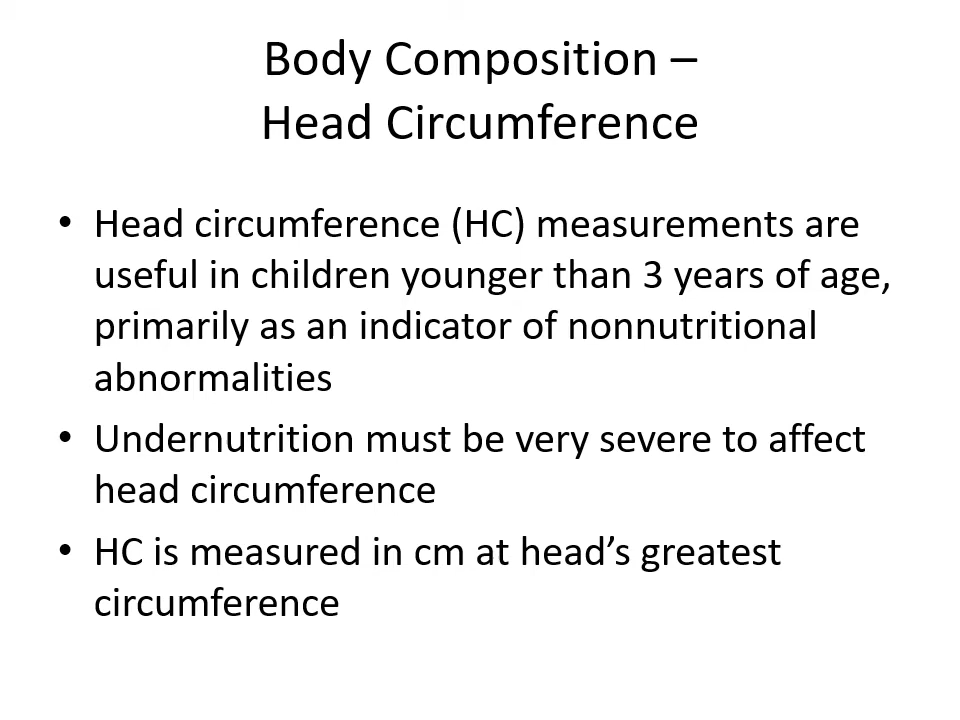 Body Composition –
Head Circumference
• Head circumference (HC) measurements are
useful in children younger than 3 years of age,
primarily as an indicator of nonnutritional
abnormalities
• Undernutrition must be very severe to affect
head circumference
• HC is measured in cm at head’s greatest
circumference